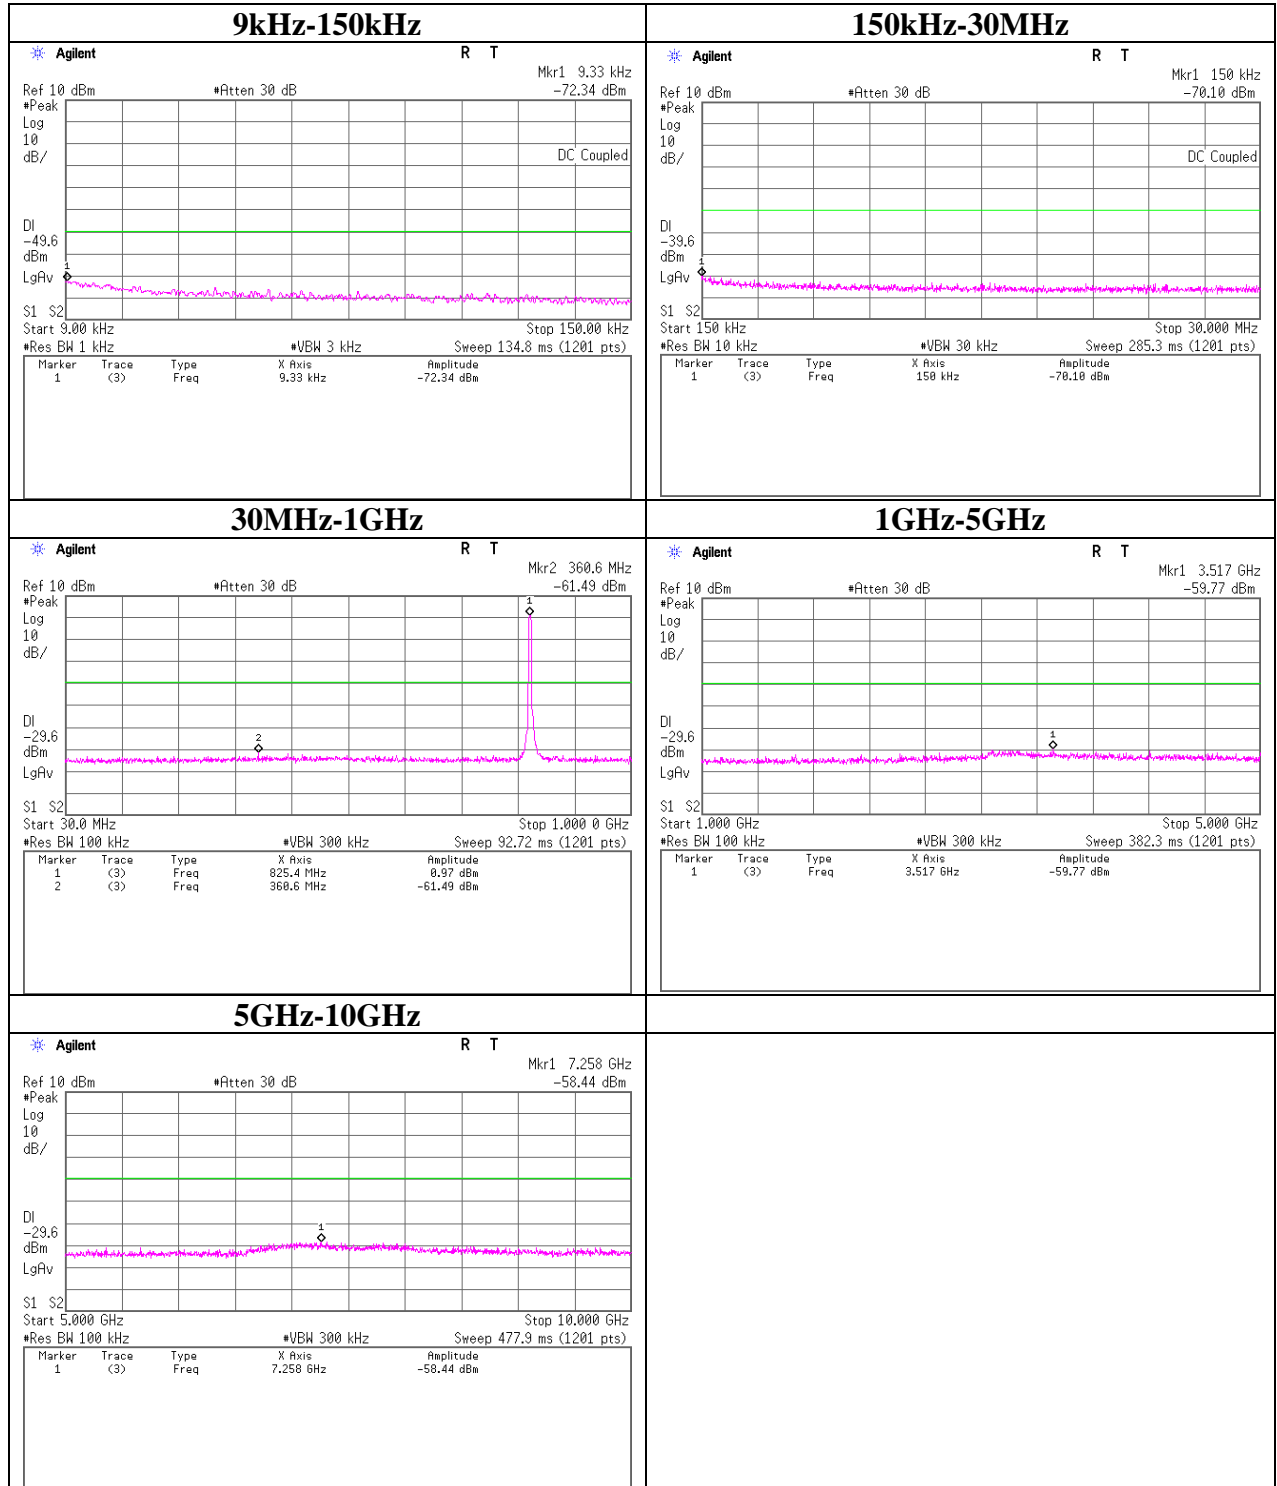 9kHz-150kHz
Agilent
R T
Mkr1 9.33 kHz
Ref 10 dBm #Atten 30 dB -72.34 dBm
#Peak
Log
10
dB/
DC Coupled
DI
-49.6
dBm
1
LgAv
S1 S2
Start 9.00 kHz Stop 150.00 kHz
#Res BW 1 kHz #VBW 3 kHz Sweep 134.8 ms (1201 pts)
Marker Trace Type X Axis Amplitude
1 (3) Freq 9.33 kHz -72.34 dBm
150kHz-30MHz
Agilent
R T
Mkr1 150 kHz
Ref 10 dBm #Atten 30 dB -70.10 dBm
#Peak
Log
10
dB/
DC Coupled
DI
-39.6
dBm
1
LgAv
S1 S2
Start 150 kHz Stop 30.000 MHz
#Res BW 10 kHz #VBW 30 kHz Sweep 285.3 ms (1201 pts)
Marker Trace Type X Axis Amplitude
1 (3) Freq 150 kHz -70.10 dBm
30MHz-1GHz
Agilent
R T
Mkr2 360.6 MHz
Ref 10 dBm #Atten 30 dB -61.49 dBm
#Peak
1
Log
10
dB/
DI
-29.6
2
dBm
LgAv
S1 S2
Start 30.0 MHz Stop 1.000 0 GHz
#Res BW 100 kHz #VBW 300 kHz Sweep 92.72 ms (1201 pts)
Marker Trace Type X Axis Amplitude
1 (3) Freq 825.4 MHz 0.97 dBm
2 (3) Freq 360.6 MHz -61.49 dBm
1GHz-5GHz
Agilent
R T
Mkr1 3.517 GHz
Ref 10 dBm #Atten 30 dB -59.77 dBm
#Peak
Log
10
dB/
DI
-29.6
1
dBm
LgAv
S1 S2
Start 1.000 GHz Stop 5.000 GHz
#Res BW 100 kHz #VBW 300 kHz Sweep 382.3 ms (1201 pts)
Marker Trace Type X Axis Amplitude
1 (3) Freq 3.517 GHz -59.77 dBm
5GHz-10GHz
Agilent
R T
Mkr1 7.258 GHz
Ref 10 dBm #Atten 30 dB -58.44 dBm
#Peak
Log
10
dB/
DI
1
-29.6
dBm
LgAv
S1 S2
Start 5.000 GHz Stop 10.000 GHz
#Res BW 100 kHz #VBW 300 kHz Sweep 477.9 ms (1201 pts)
Marker Trace Type X Axis Amplitude
1 (3) Freq 7.258 GHz -58.44 dBm